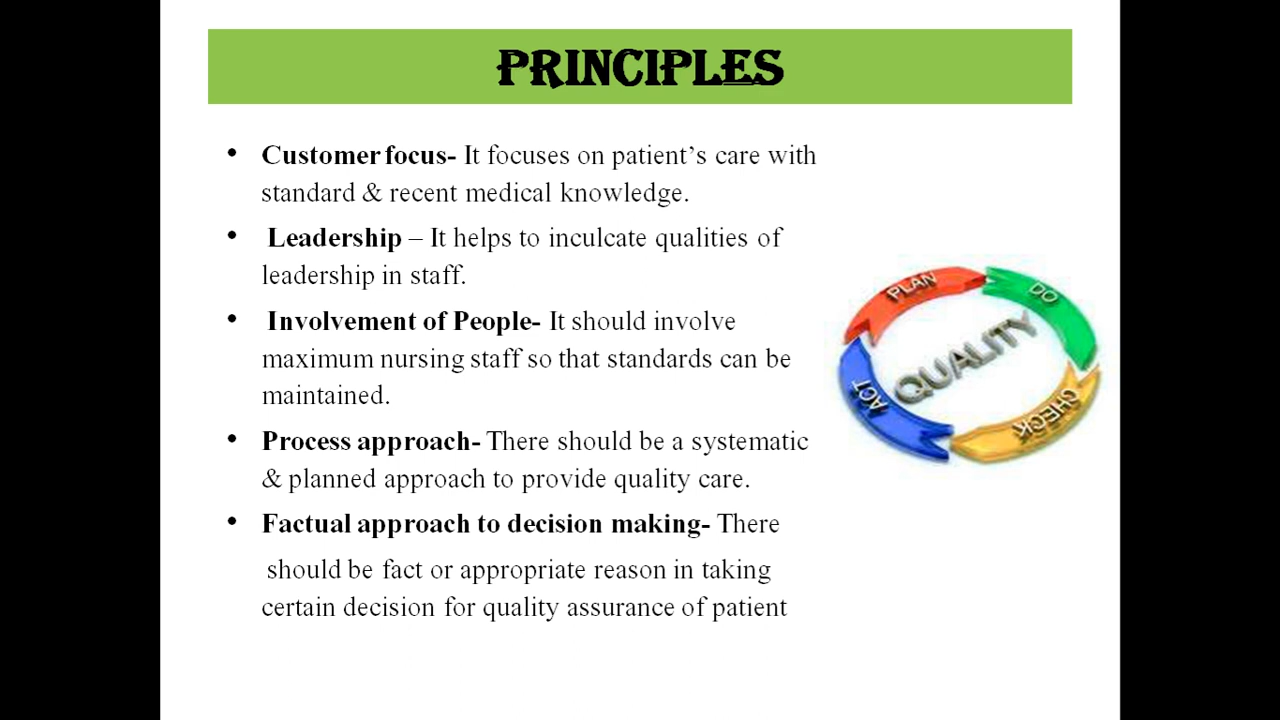 PRINCIPLES
• Customer focus- It focuses on patient’s care with
standard & recent medical knowledge.
• Leadership – It helps to inculcate qualities of
leadership in staff.
• Involvement of People- It should involve
maximum nursing staff so that standards can be
maintained.
• Process approach- There should be a systematic
& planned approach to provide quality care.
• Factual approach to decision making- There
should be fact or appropriate reason in taking
certain decision for quality assurance of patient
PLAN
DO
QUALITY
ACT
CHECK